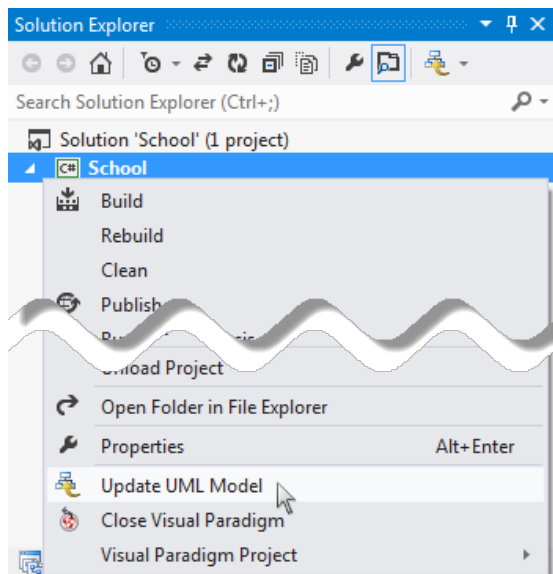 Solution Explorer
Search Solution Explorer (Ctrl+;)
Solution 'School' (1 project)
C# School
Build
Rebuild
Clean
Publish
Unload Project
Open Folder in File Explorer
Properties Alt+Enter
Update UML Model
Close Visual Paradigm
Visual Paradigm Project